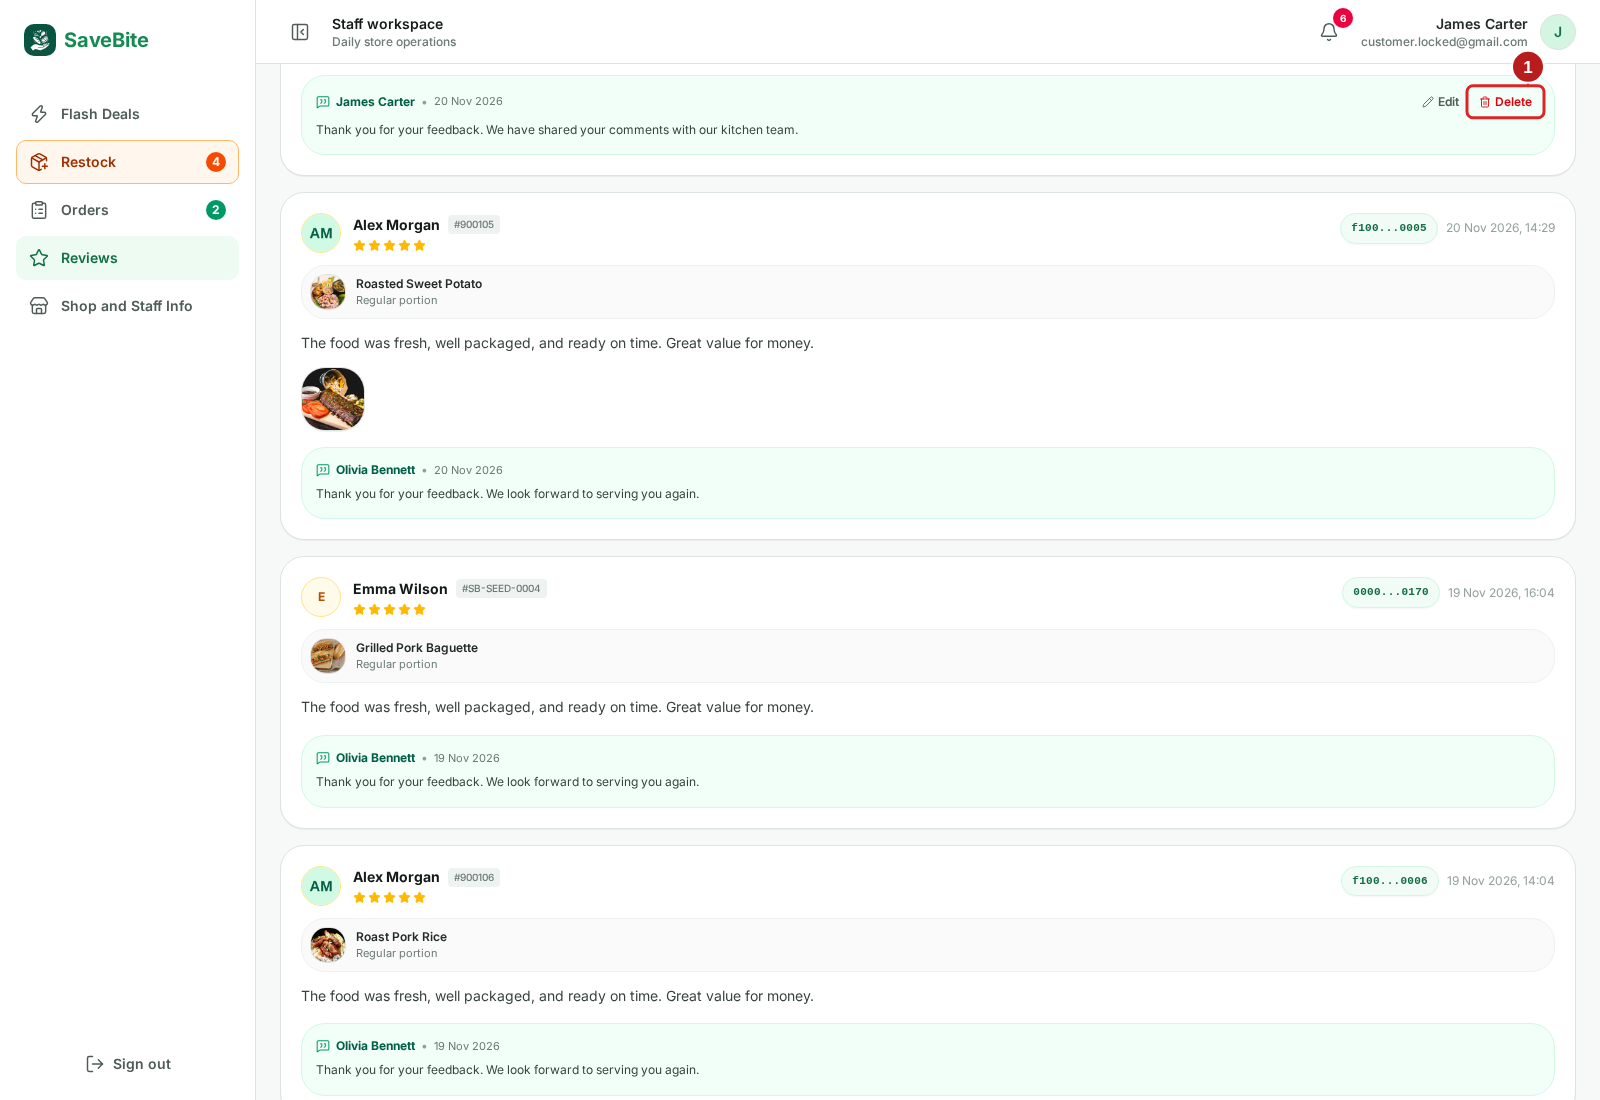 SaveBite
Flash Deals
Restock
4
Orders
2
Reviews
Shop and Staff Info
Sign out
Staff workspace
Daily store operations
6
James Carter
customer.locked@gmail.com
J
1
James Carter • 20 Nov 2026
Edit
Delete
Thank you for your feedback. We have shared your comments with our kitchen team.
AM
Alex Morgan #900105
f100...0005 20 Nov 2026, 14:29
Roasted Sweet Potato
Regular portion
The food was fresh, well packaged, and ready on time. Great value for money.
Olivia Bennett • 20 Nov 2026
Thank you for your feedback. We look forward to serving you again.
E
Emma Wilson #SB-SEED-0004
0000...0170 19 Nov 2026, 16:04
Grilled Pork Baguette
Regular portion
The food was fresh, well packaged, and ready on time. Great value for money.
Olivia Bennett • 19 Nov 2026
Thank you for your feedback. We look forward to serving you again.
AM
Alex Morgan #900106
f100...0006 19 Nov 2026, 14:04
Roast Pork Rice
Regular portion
The food was fresh, well packaged, and ready on time. Great value for money.
Olivia Bennett • 19 Nov 2026
Thank you for your feedback. We look forward to serving you again.